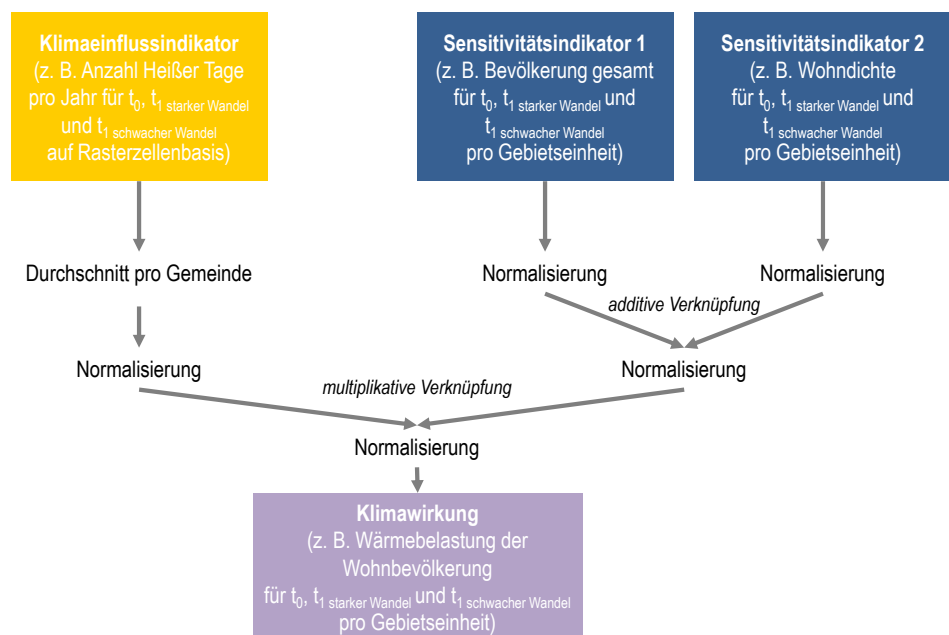 Klimaeinflussindikator
(z. B. Anzahl Heißer Tage
pro Jahr für t0, t1 starker Wandel
und t1 schwacher Wandel
auf Rasterzellenbasis)
Sensitivitätsindikator 1
(z. B. Bevölkerung gesamt
für t0, t1 starker Wandel und
t1 schwacher Wandel
pro Gebietseinheit)
Sensitivitätsindikator 2
(z. B. Wohndichte
für t0, t1 starker Wandel und
t1 schwacher Wandel
pro Gebietseinheit)
Durchschnitt pro Gemeinde
Normalisierung
Normalisierung
additive Verknüpfung
Normalisierung
Normalisierung
multiplikative Verknüpfung
Normalisierung
Klimawirkung
(z. B. Wärmebelastung der
Wohnbevölkerung
für t0, t1 starker Wandel und t1 schwacher Wandel
pro Gebietseinheit)